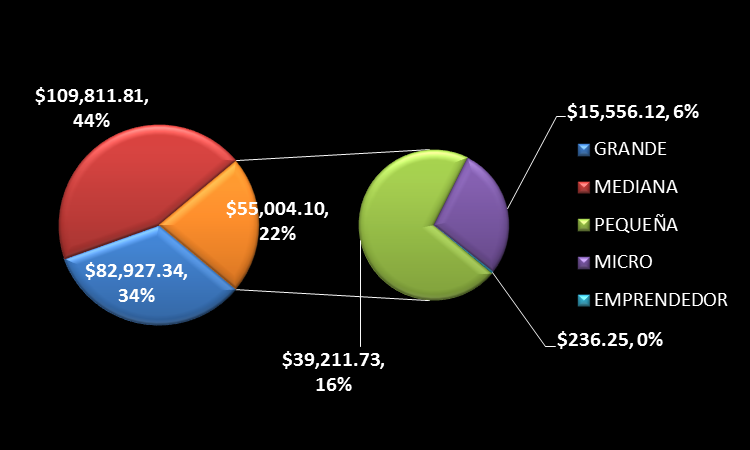 $109,811.81,
44%
$55,004.10,
22%
$82,927.34,
34%
$39,211.73,
16%
$15,556.12, 6%
GRANDE
MEDIANA
PEQUEÑA
MICRO
EMPRENDEDOR
$236.25, 0%